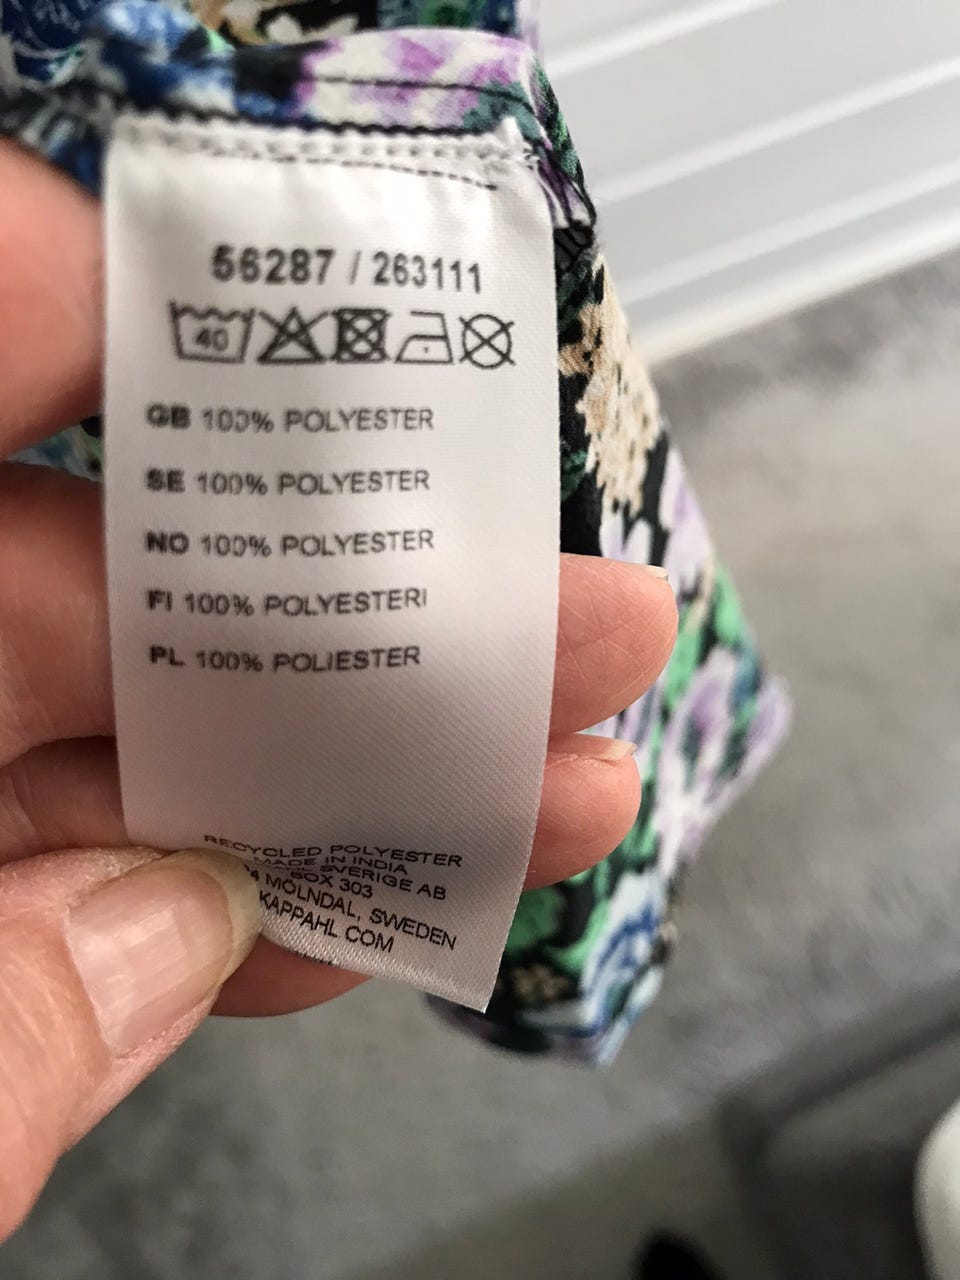 56287 / 263111
40
GB 100% POLYESTER
SE 100% POLYESTER
NO 100% POLYESTER
FI 100% POLYESTERI
PL 100% POLIESTER
RECYCLED POLYESTER
MADE IN INDIA
SVERIGE AB
BOX 303
4 MÖLNDAL, SWEDEN
KAPPAHL.COM